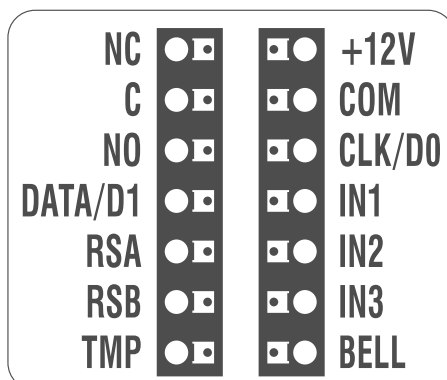 NC +12V
C COM
NO CLK/D0
DATA/D1 IN1
RSA IN2
RSB IN3
TMP BELL